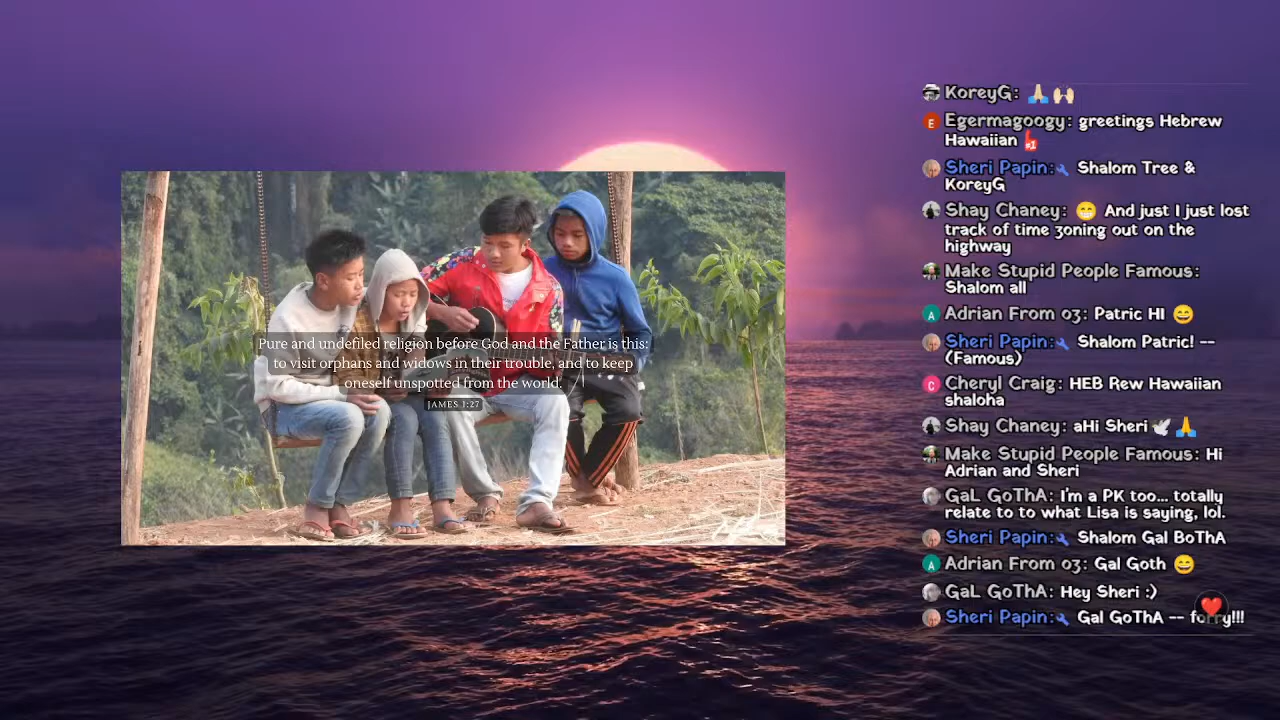 Pure and undefiled religion before God and the Father is this:
to visit orphans and widows in their trouble, and to keep
oneself unspotted from the world.
JAMES 1:27
KoreyG: 🙏🏼 🙌🏼
Egermagoogy: greetings Hebrew
Hawaiian
Sheri Papin: Shalom Tree &
KoreyG
Shay Chaney: 😁 And just I just lost
track of time zoning out on the
highway
Make Stupid People Famous:
Shalom all
Adrian From oz: Patric HI 😄
Sheri Papin: Shalom Patric! --
(Famous)
Cheryl Craig: HEB Rew Hawaiian
shaloha
Shay Chaney: aHi Sheri 🕊️ 🙏
Make Stupid People Famous: Hi
Adrian and Sheri
GaL GoThA: I'm a PK too... totally
relate to to what Lisa is saying, lol.
Sheri Papin: Shalom Gal BoThA
Adrian From oz: Gal Goth 😄
GaL GoThA: Hey Sheri :)
Sheri Papin: Gal GoThA --